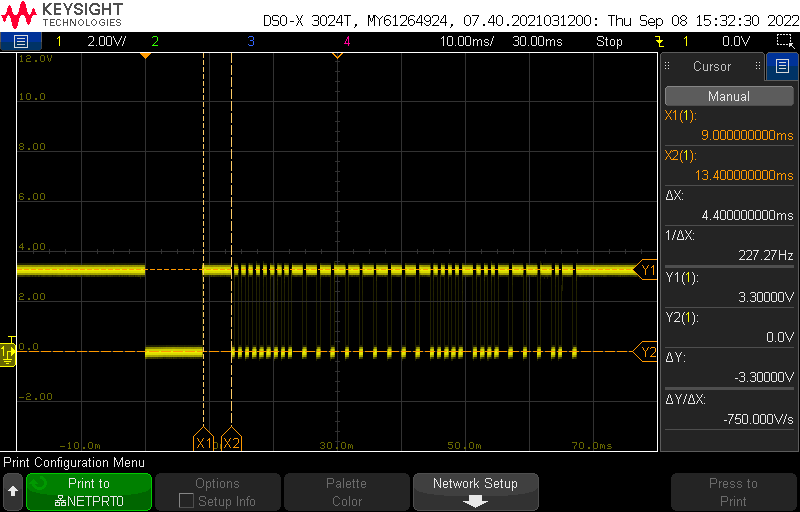 KEYSIGHT
TECHNOLOGIES
DSO-X 3024T, MY61264924, 07.40.2021031200: Thu Sep 08 15:32:30 2022
1 2.00V/ 2 3 4 10.00ms/ 30.00ms Stop 1 0.0V
12.0V
10.0
8.00
6.00
4.00
2.00
0.0
-2.00
Y1
Y2
T
1
X1
X2
-10.0m 30.0m 50.0m 70.0ms
Cursor
Manual
X1(1):
9.000000000ms
X2(1):
13.400000000ms
ΔX:
4.400000000ms
1/ΔX:
227.27Hz
Y1(1):
3.30000V
Y2(1):
0.0V
ΔY:
-3.30000V
ΔY/ΔX:
-750.000V/s
Print Configuration Menu
Print to
NETPRT0
Options
Setup Info
Palette
Color
Network Setup
Press to
Print